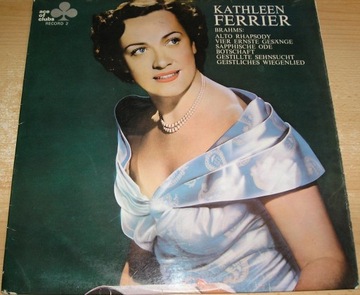 ace of
clubs
RECORD 2
KATHLEEN
FERRIER
BRAHMS:
ALTO RHAPSODY
VIER ERNSTE GESANGE
SAPPHISCHE ODE
BOTSCHAFT
GESTILLTE SEHNSUCHT
GEISTLICHES WIEGENLIED